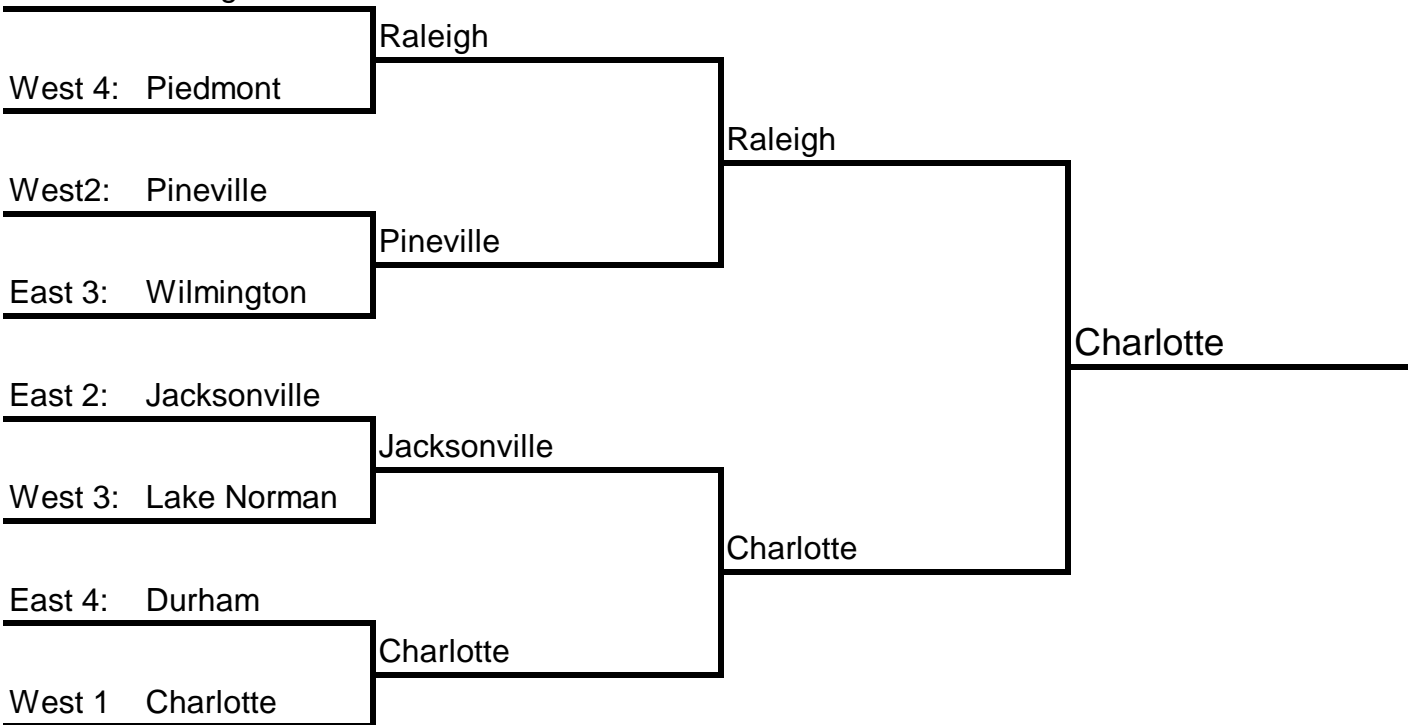 Raleigh
West 4: Piedmont
Raleigh
West2: Pineville
Pineville
East 3: Wilmington
Charlotte
East 2: Jacksonville
Jacksonville
West 3: Lake Norman
Charlotte
East 4: Durham
Charlotte
West 1 Charlotte